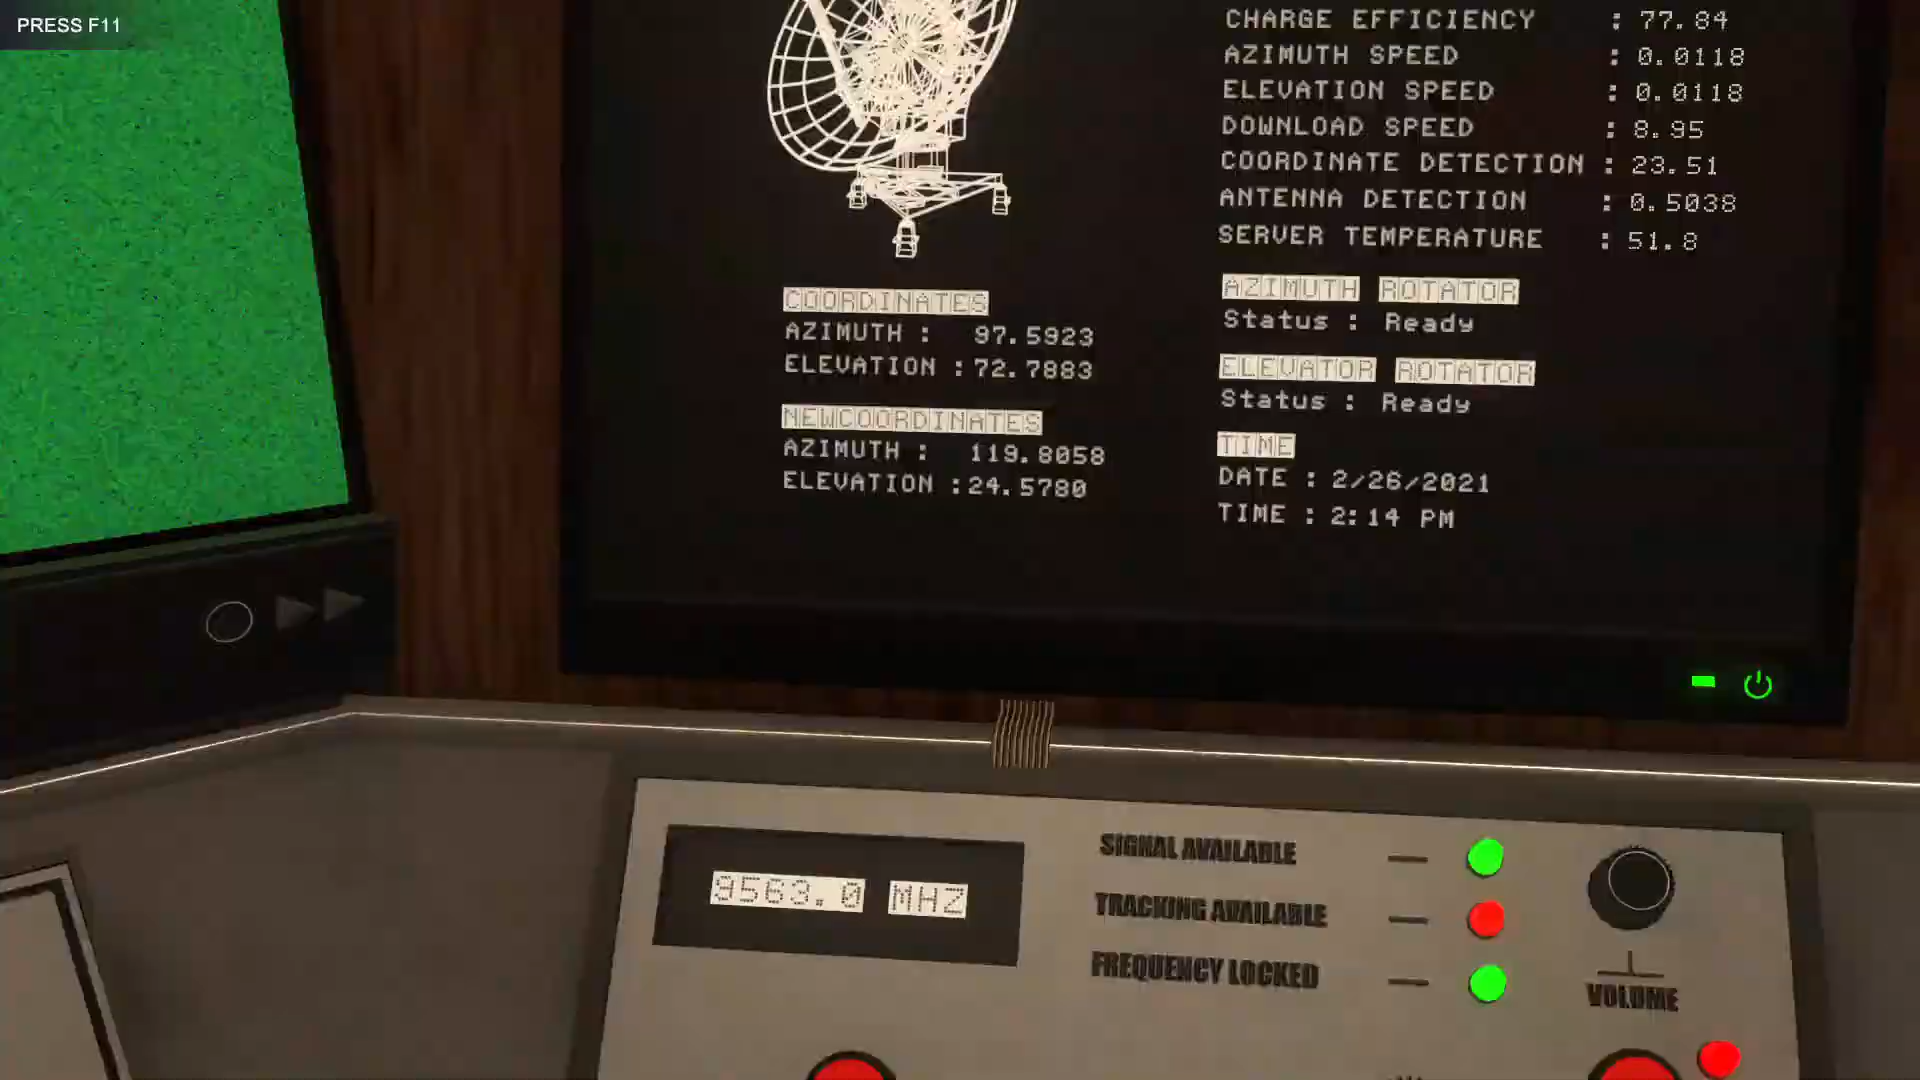 PRESS F11
CHARGE EFFICIENCY : 77.84
AZIMUTH SPEED : 0.0118
ELEVATION SPEED : 0.0118
DOWNLOAD SPEED : 8.95
COORDINATE DETECTION : 23.51
ANTENNA DETECTION : 0.5038
SERVER TEMPERATURE : 51.8
COORDINATES
AZIMUTH : 97.5923
ELEVATION : 72.7883
NEWCOORDINATES
AZIMUTH : 119.8058
ELEVATION : 24.5780
AZIMUTH ROTATOR
Status : Ready
ELEVATOR ROTATOR
Status : Ready
TIME
DATE : 2/26/2021
TIME : 2:14 PM
9563.0 MHZ
SIGNAL AVAILABLE
TRACKING AVAILABLE
FREQUENCY LOCKED
VOLUME